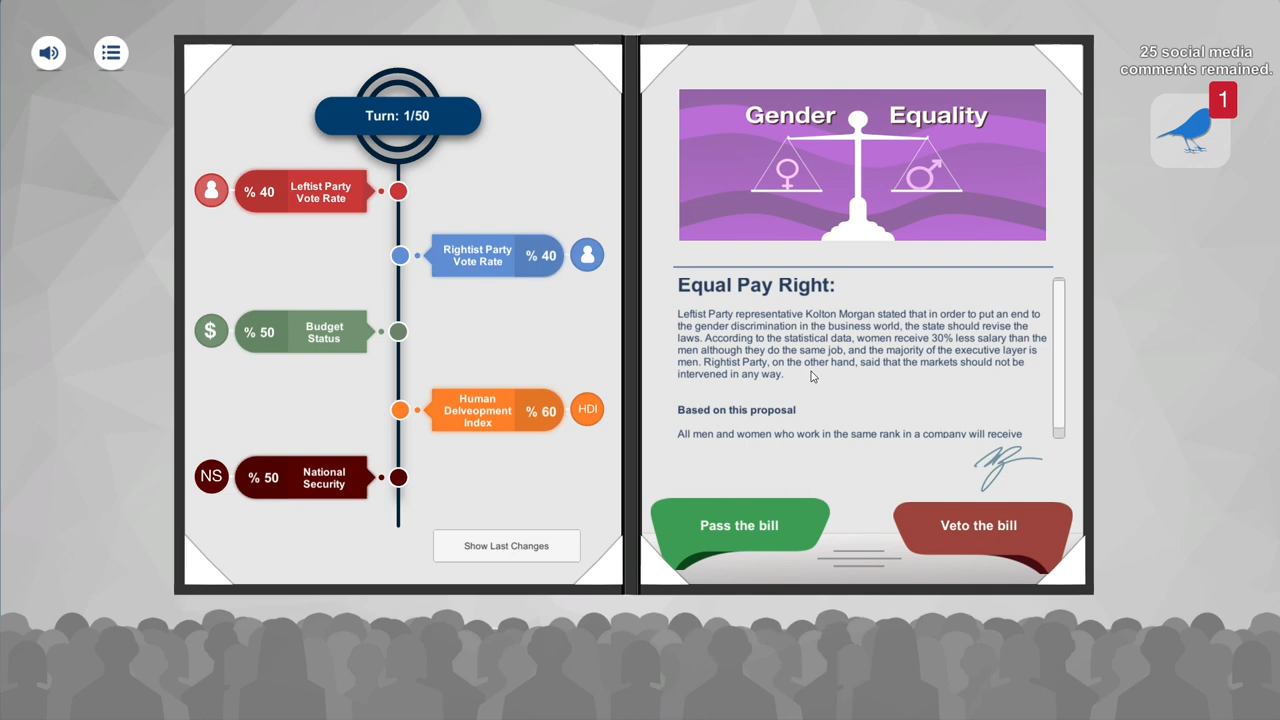 25 social media
comments remained.
1
Turn: 1/50
% 40
Leftist Party
Vote Rate
Rightist Party
Vote Rate
% 40
$
% 50
Budget
Status
Human
Delveopment
Index
% 60
HDI
NS
% 50
National
Security
Show Last Changes
Gender Equality
Equal Pay Right:
Leftist Party representative Kolton Morgan stated that in order to put an end to
the gender discrimination in the business world, the state should revise the
laws. According to the statistical data, women receive 30% less salary than the
men although they do the same job, and the majority of the executive layer is
men. Rightist Party, on the other hand, said that the markets should not be
intervened in any way.
Based on this proposal
All men and women who work in the same rank in a company will receive
Pass the bill
Veto the bill